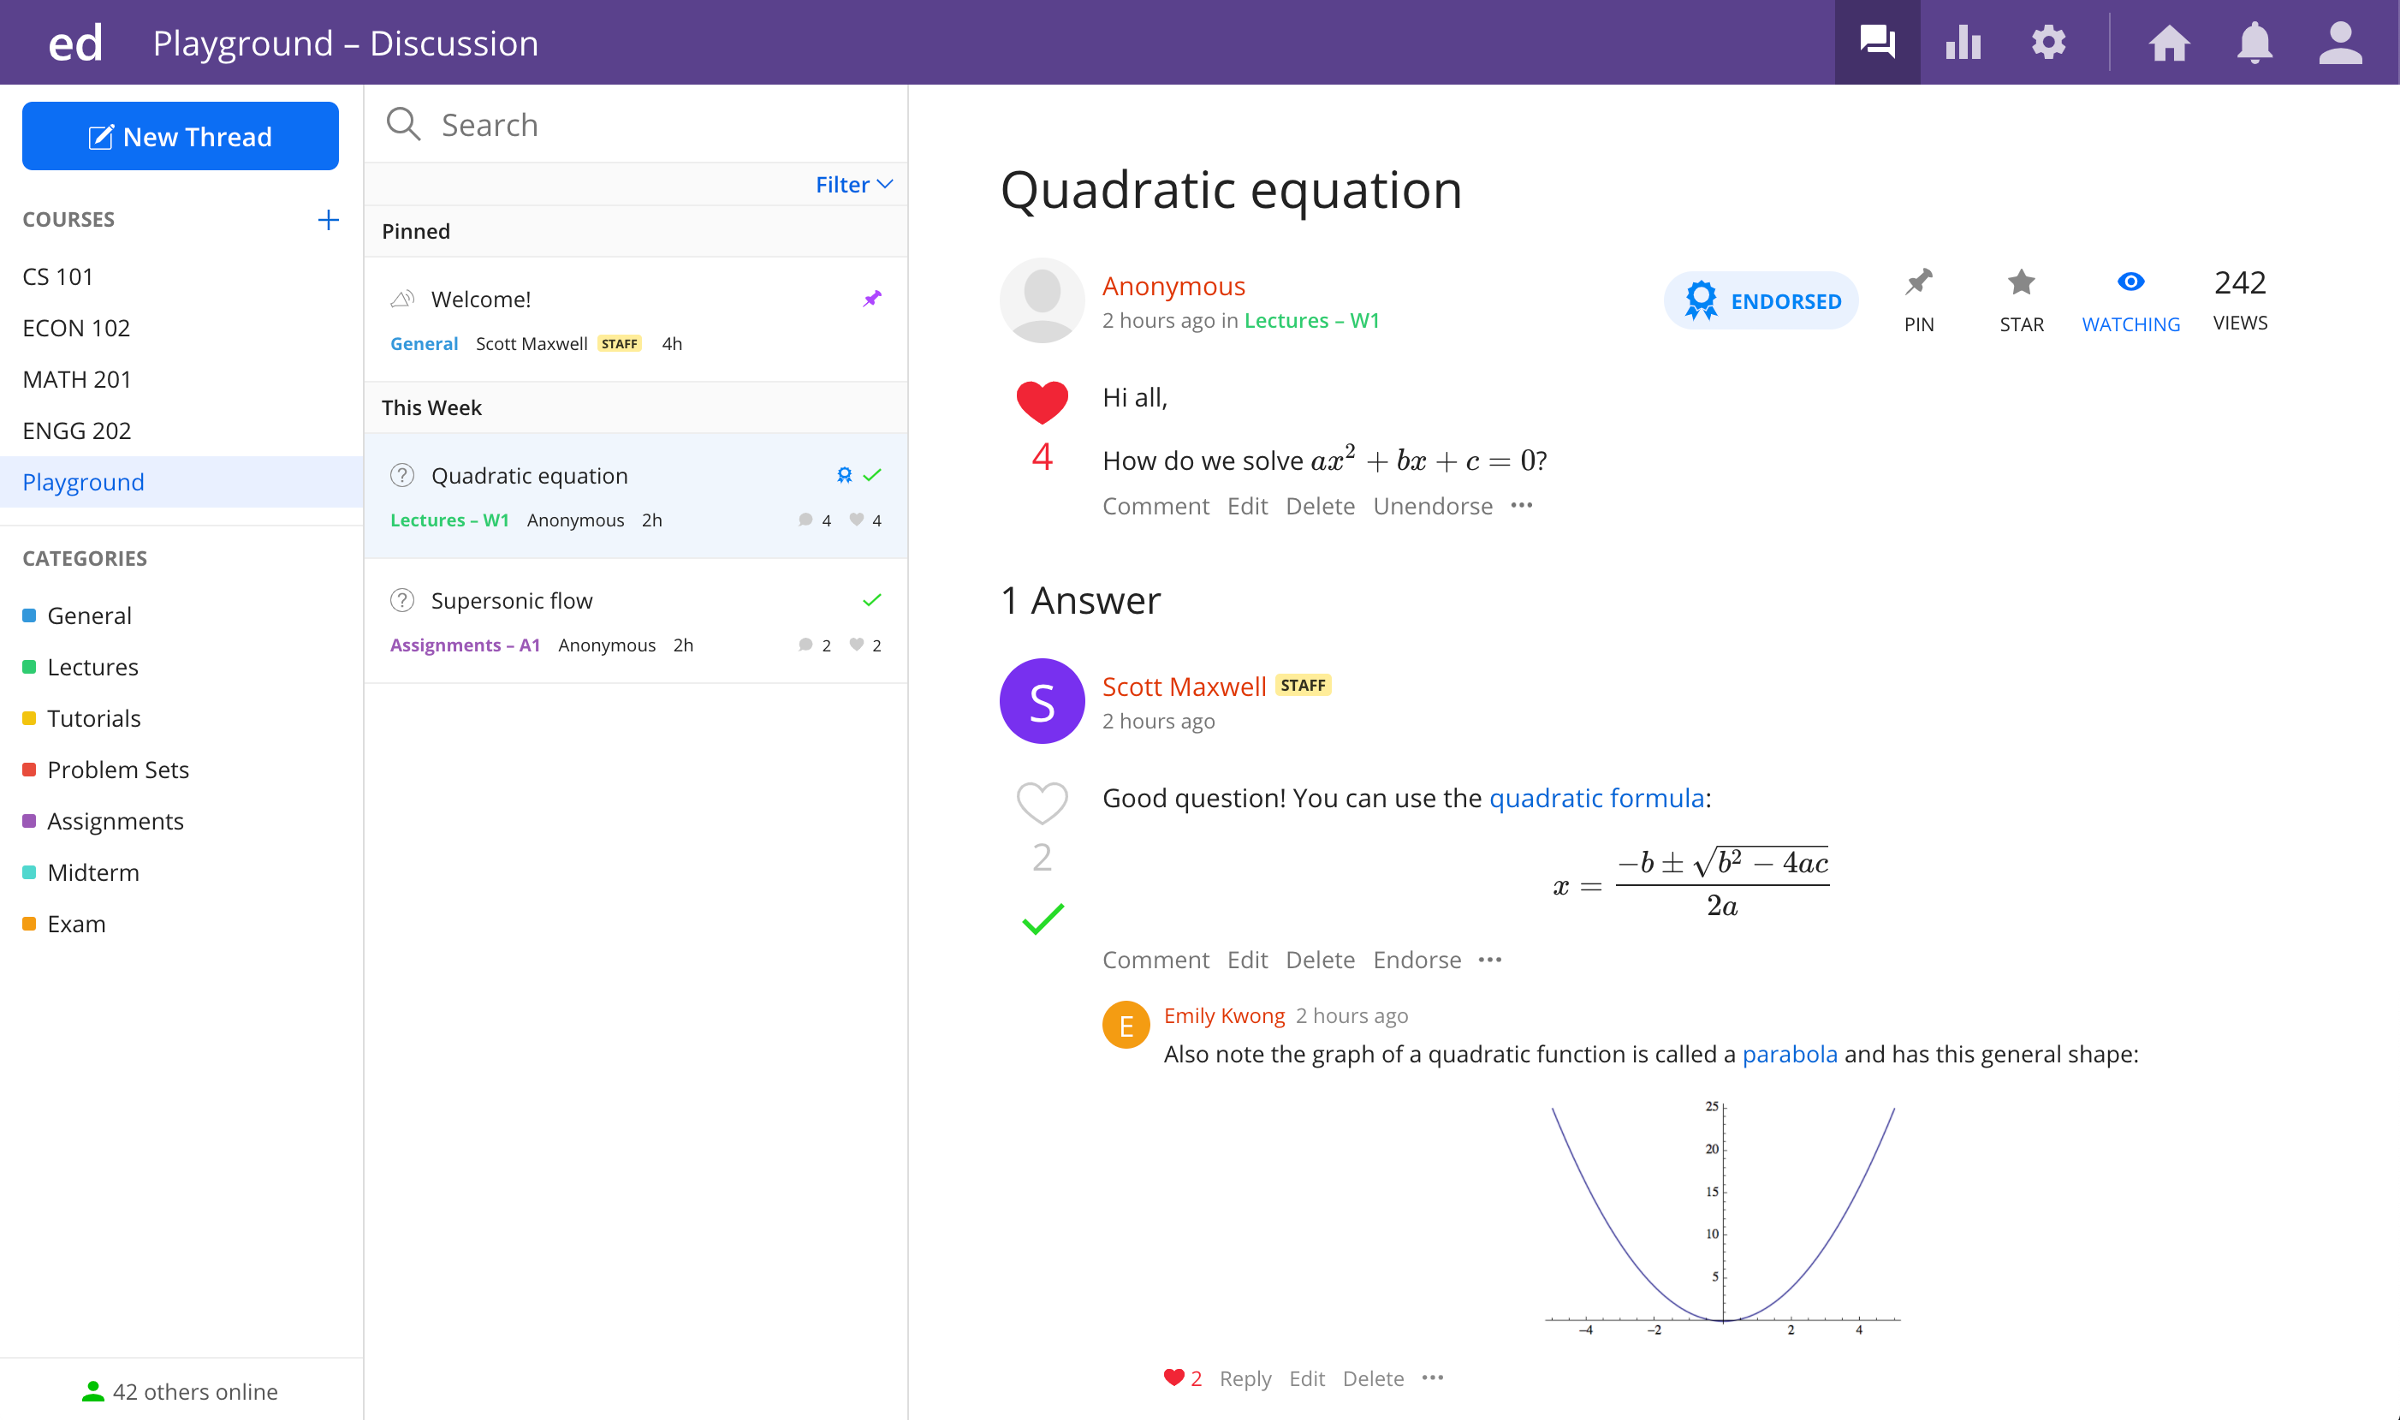 ed Playground – Discussion
New Thread
COURSES
CS 101
ECON 102
MATH 201
ENGG 202
Playground
CATEGORIES
General
Lectures
Tutorials
Problem Sets
Assignments
Midterm
Exam
42 others online
Search
Filter
Pinned
Welcome!
General Scott Maxwell STAFF 4h
This Week
Quadratic equation
Lectures – W1 Anonymous 2h 4 4
Supersonic flow
Assignments – A1 Anonymous 2h 2 2
Quadratic equation
Anonymous
2 hours ago in Lectures – W1
ENDORSED
PIN
STAR
WATCHING
242
VIEWS
Hi all,
4
How do we solve ax² + bx + c = 0?
Comment Edit Delete Unendorse •••
1 Answer
S
Scott Maxwell STAFF
2 hours ago
Good question! You can use the quadratic formula:
2
x = (−b ± √(b² − 4ac)) / 2a
Comment Edit Delete Endorse •••
E
Emily Kwong 2 hours ago
Also note the graph of a quadratic function is called a parabola and has this general shape:
25
20
15
10
5
−4 −2 2 4
2 Reply Edit Delete •••